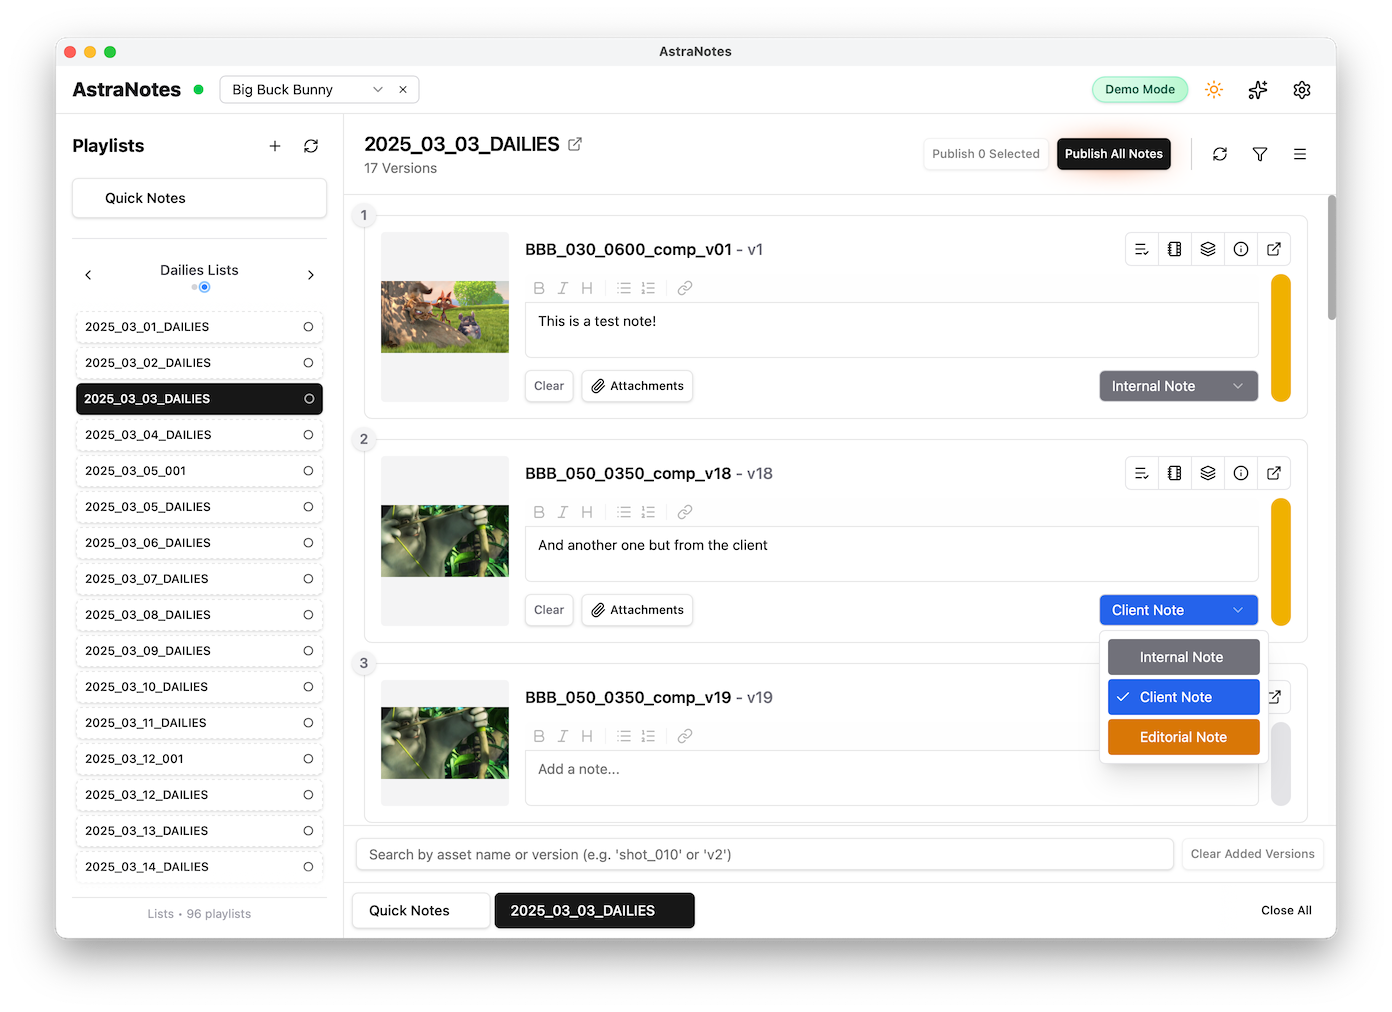 AstraNotes
AstraNotes
Big Buck Bunny
Demo Mode
Playlists
Quick Notes
Dailies Lists
2025_03_01_DAILIES
2025_03_02_DAILIES
2025_03_03_DAILIES
2025_03_04_DAILIES
2025_03_05_001
2025_03_05_DAILIES
2025_03_06_DAILIES
2025_03_07_DAILIES
2025_03_08_DAILIES
2025_03_09_DAILIES
2025_03_10_DAILIES
2025_03_11_DAILIES
2025_03_12_001
2025_03_12_DAILIES
2025_03_13_DAILIES
2025_03_14_DAILIES
Lists • 96 playlists
2025_03_03_DAILIES
17 Versions
Publish 0 Selected
Publish All Notes
1
BBB_030_0600_comp_v01 - v1
B I H
This is a test note!
Clear
Attachments
Internal Note
2
BBB_050_0350_comp_v18 - v18
B I H
And another one but from the client
Clear
Attachments
Client Note
Internal Note
Client Note
Editorial Note
3
BBB_050_0350_comp_v19 - v19
B I H
Add a note...
Search by asset name or version (e.g. 'shot_010' or 'v2')
Clear Added Versions
Quick Notes
2025_03_03_DAILIES
Close All